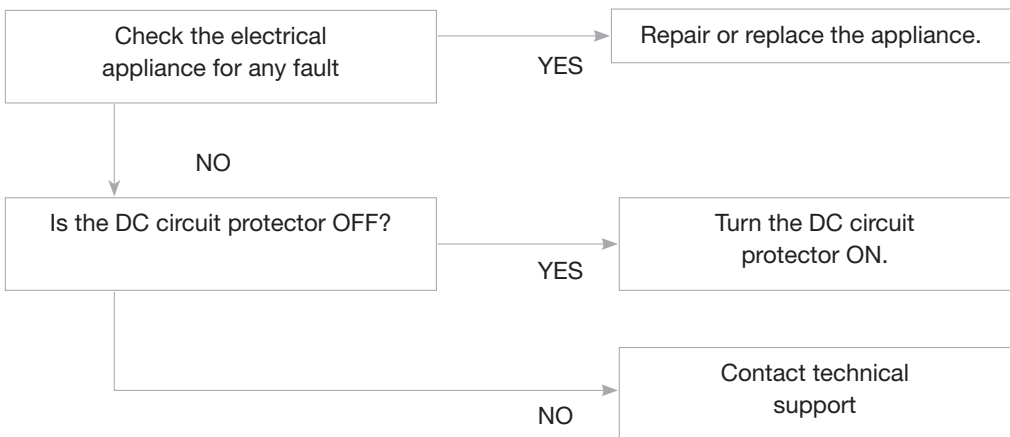 Check the electrical
appliance for any fault
YES
Repair or replace the appliance.
NO
Is the DC circuit protector OFF?
YES
Turn the DC circuit
protector ON.
NO
Contact technical
support